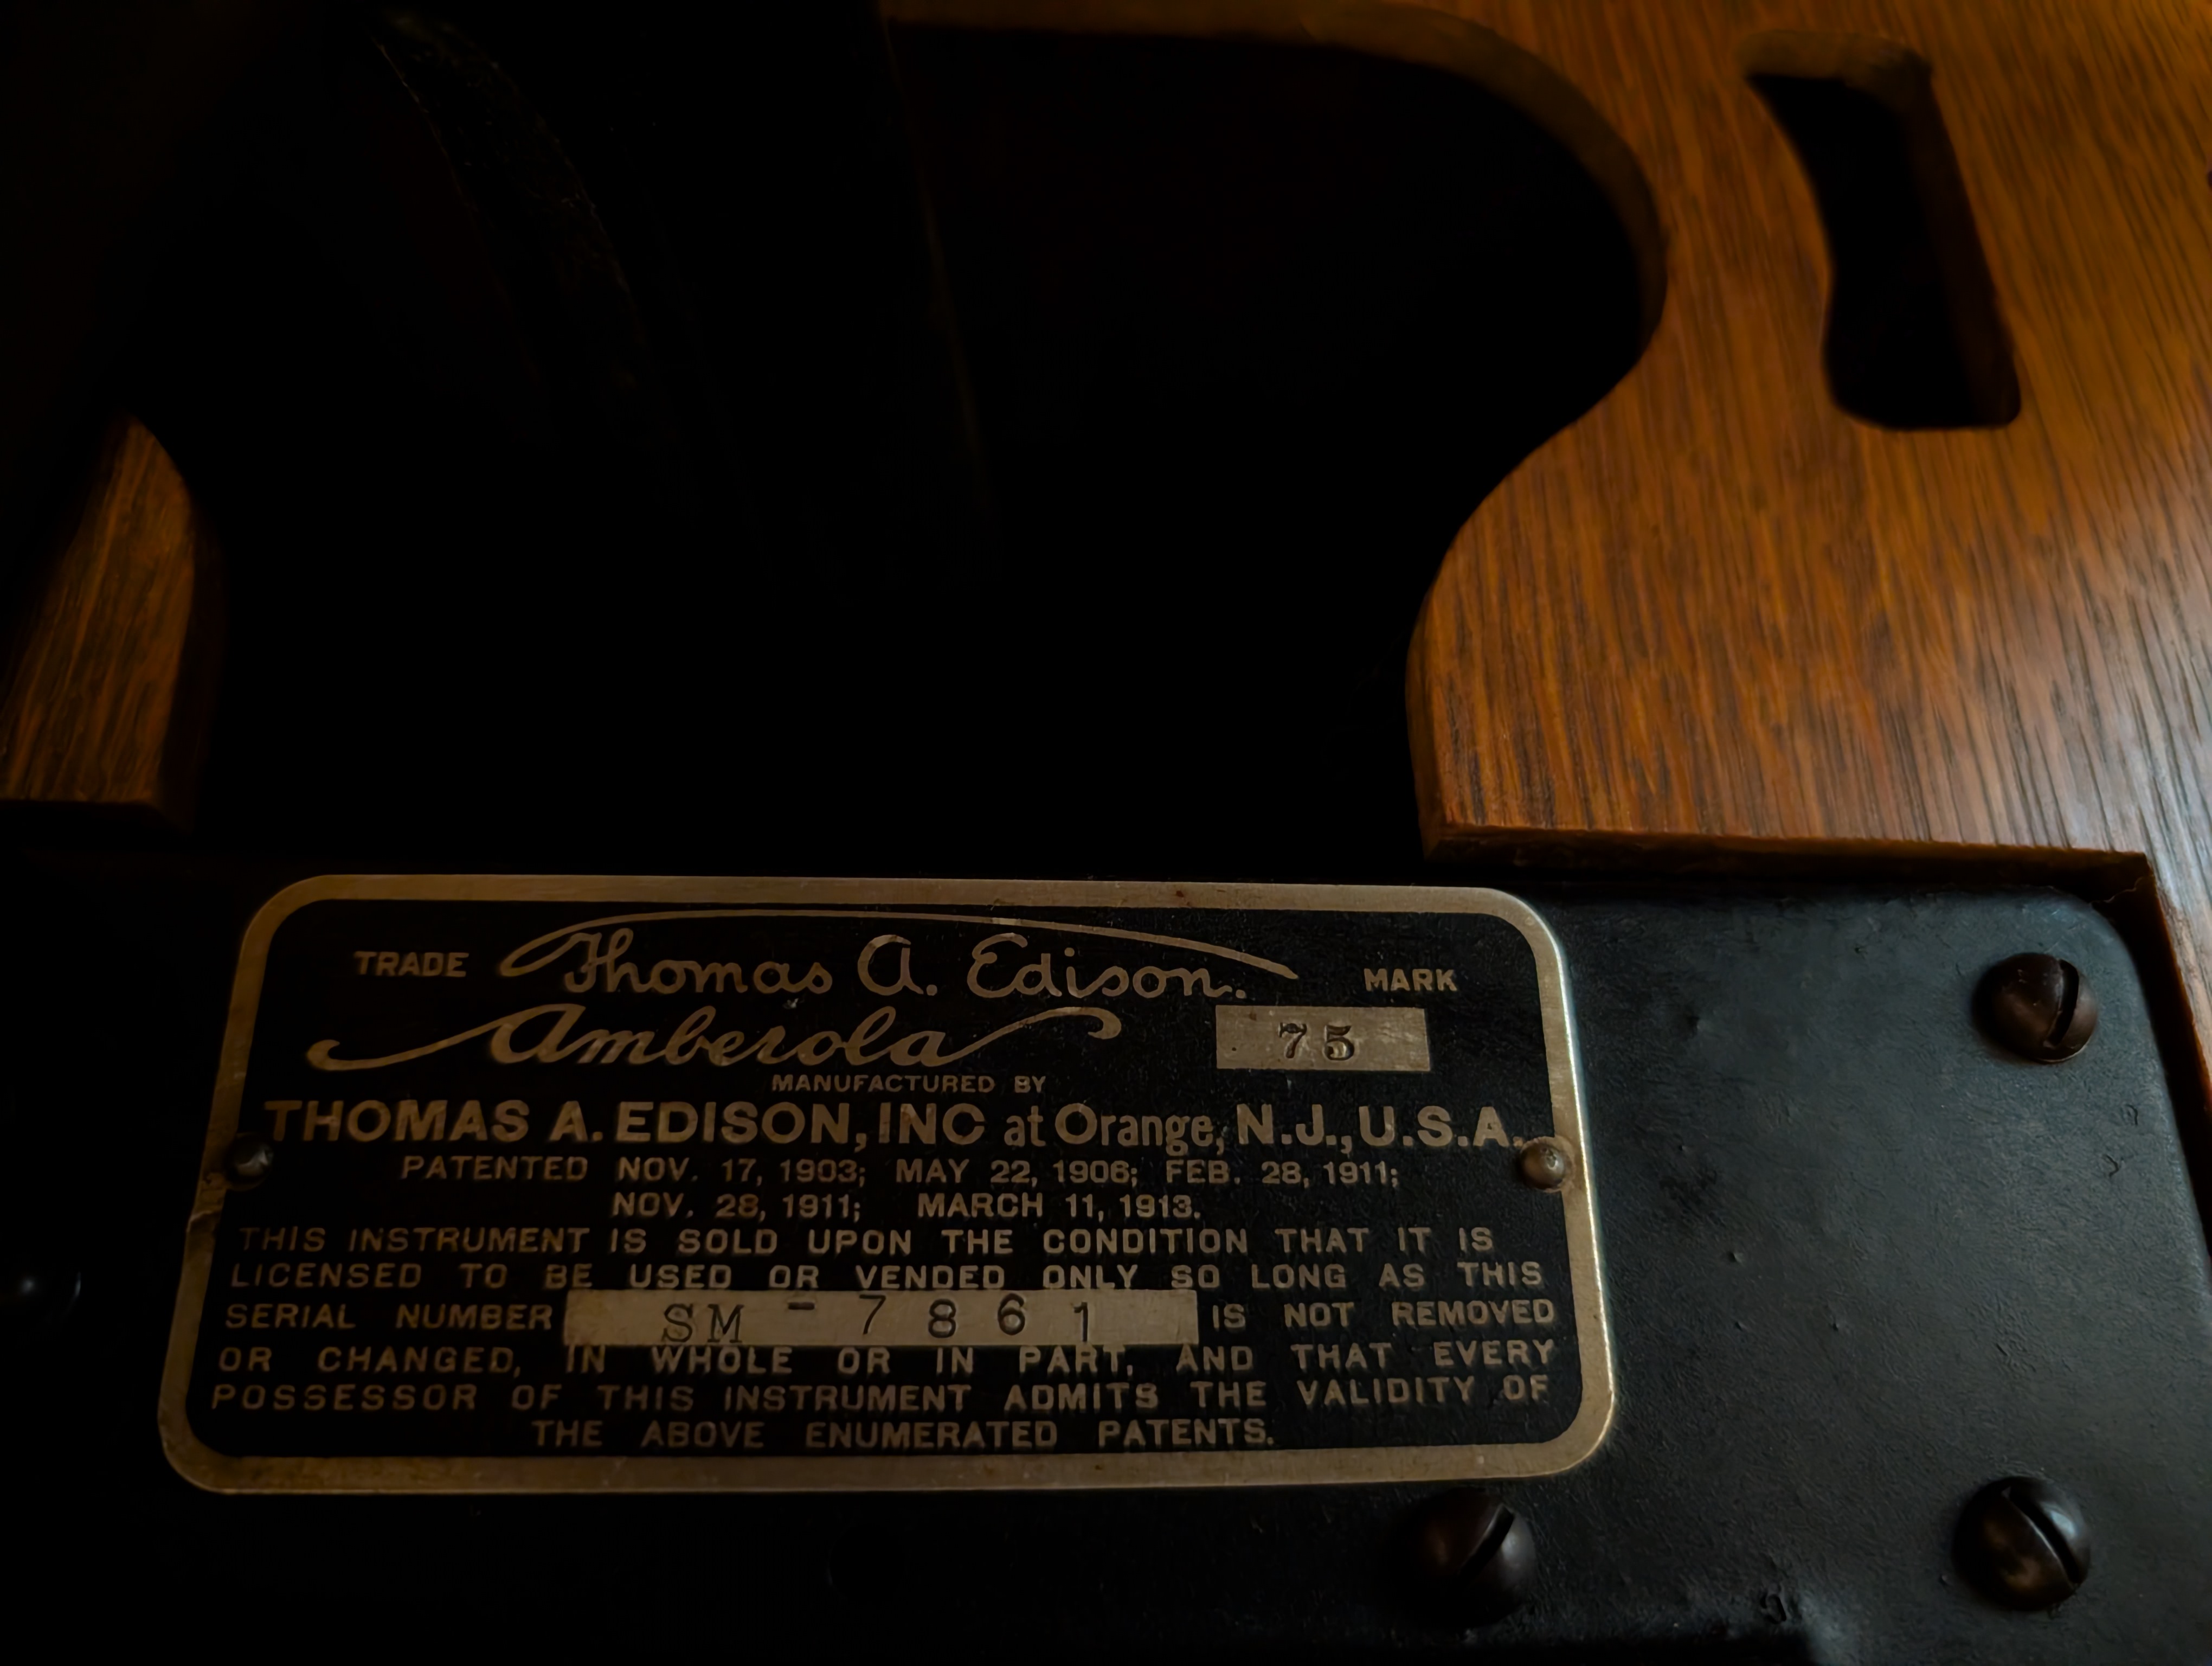 TRADE Thomas A. Edison. MARK
Amberola 75
MANUFACTURED BY
THOMAS A. EDISON, INC at Orange, N.J., U.S.A.
PATENTED NOV. 17, 1903; MAY 22, 1906; FEB. 28, 1911;
NOV. 28, 1911; MARCH 11, 1913.
THIS INSTRUMENT IS SOLD UPON THE CONDITION THAT IT IS
LICENSED TO BE USED OR VENDED ONLY SO LONG AS THIS
SERIAL NUMBER SM-7861 IS NOT REMOVED
OR CHANGED, IN WHOLE OR IN PART, AND THAT EVERY
POSSESSOR OF THIS INSTRUMENT ADMITS THE VALIDITY OF
THE ABOVE ENUMERATED PATENTS.